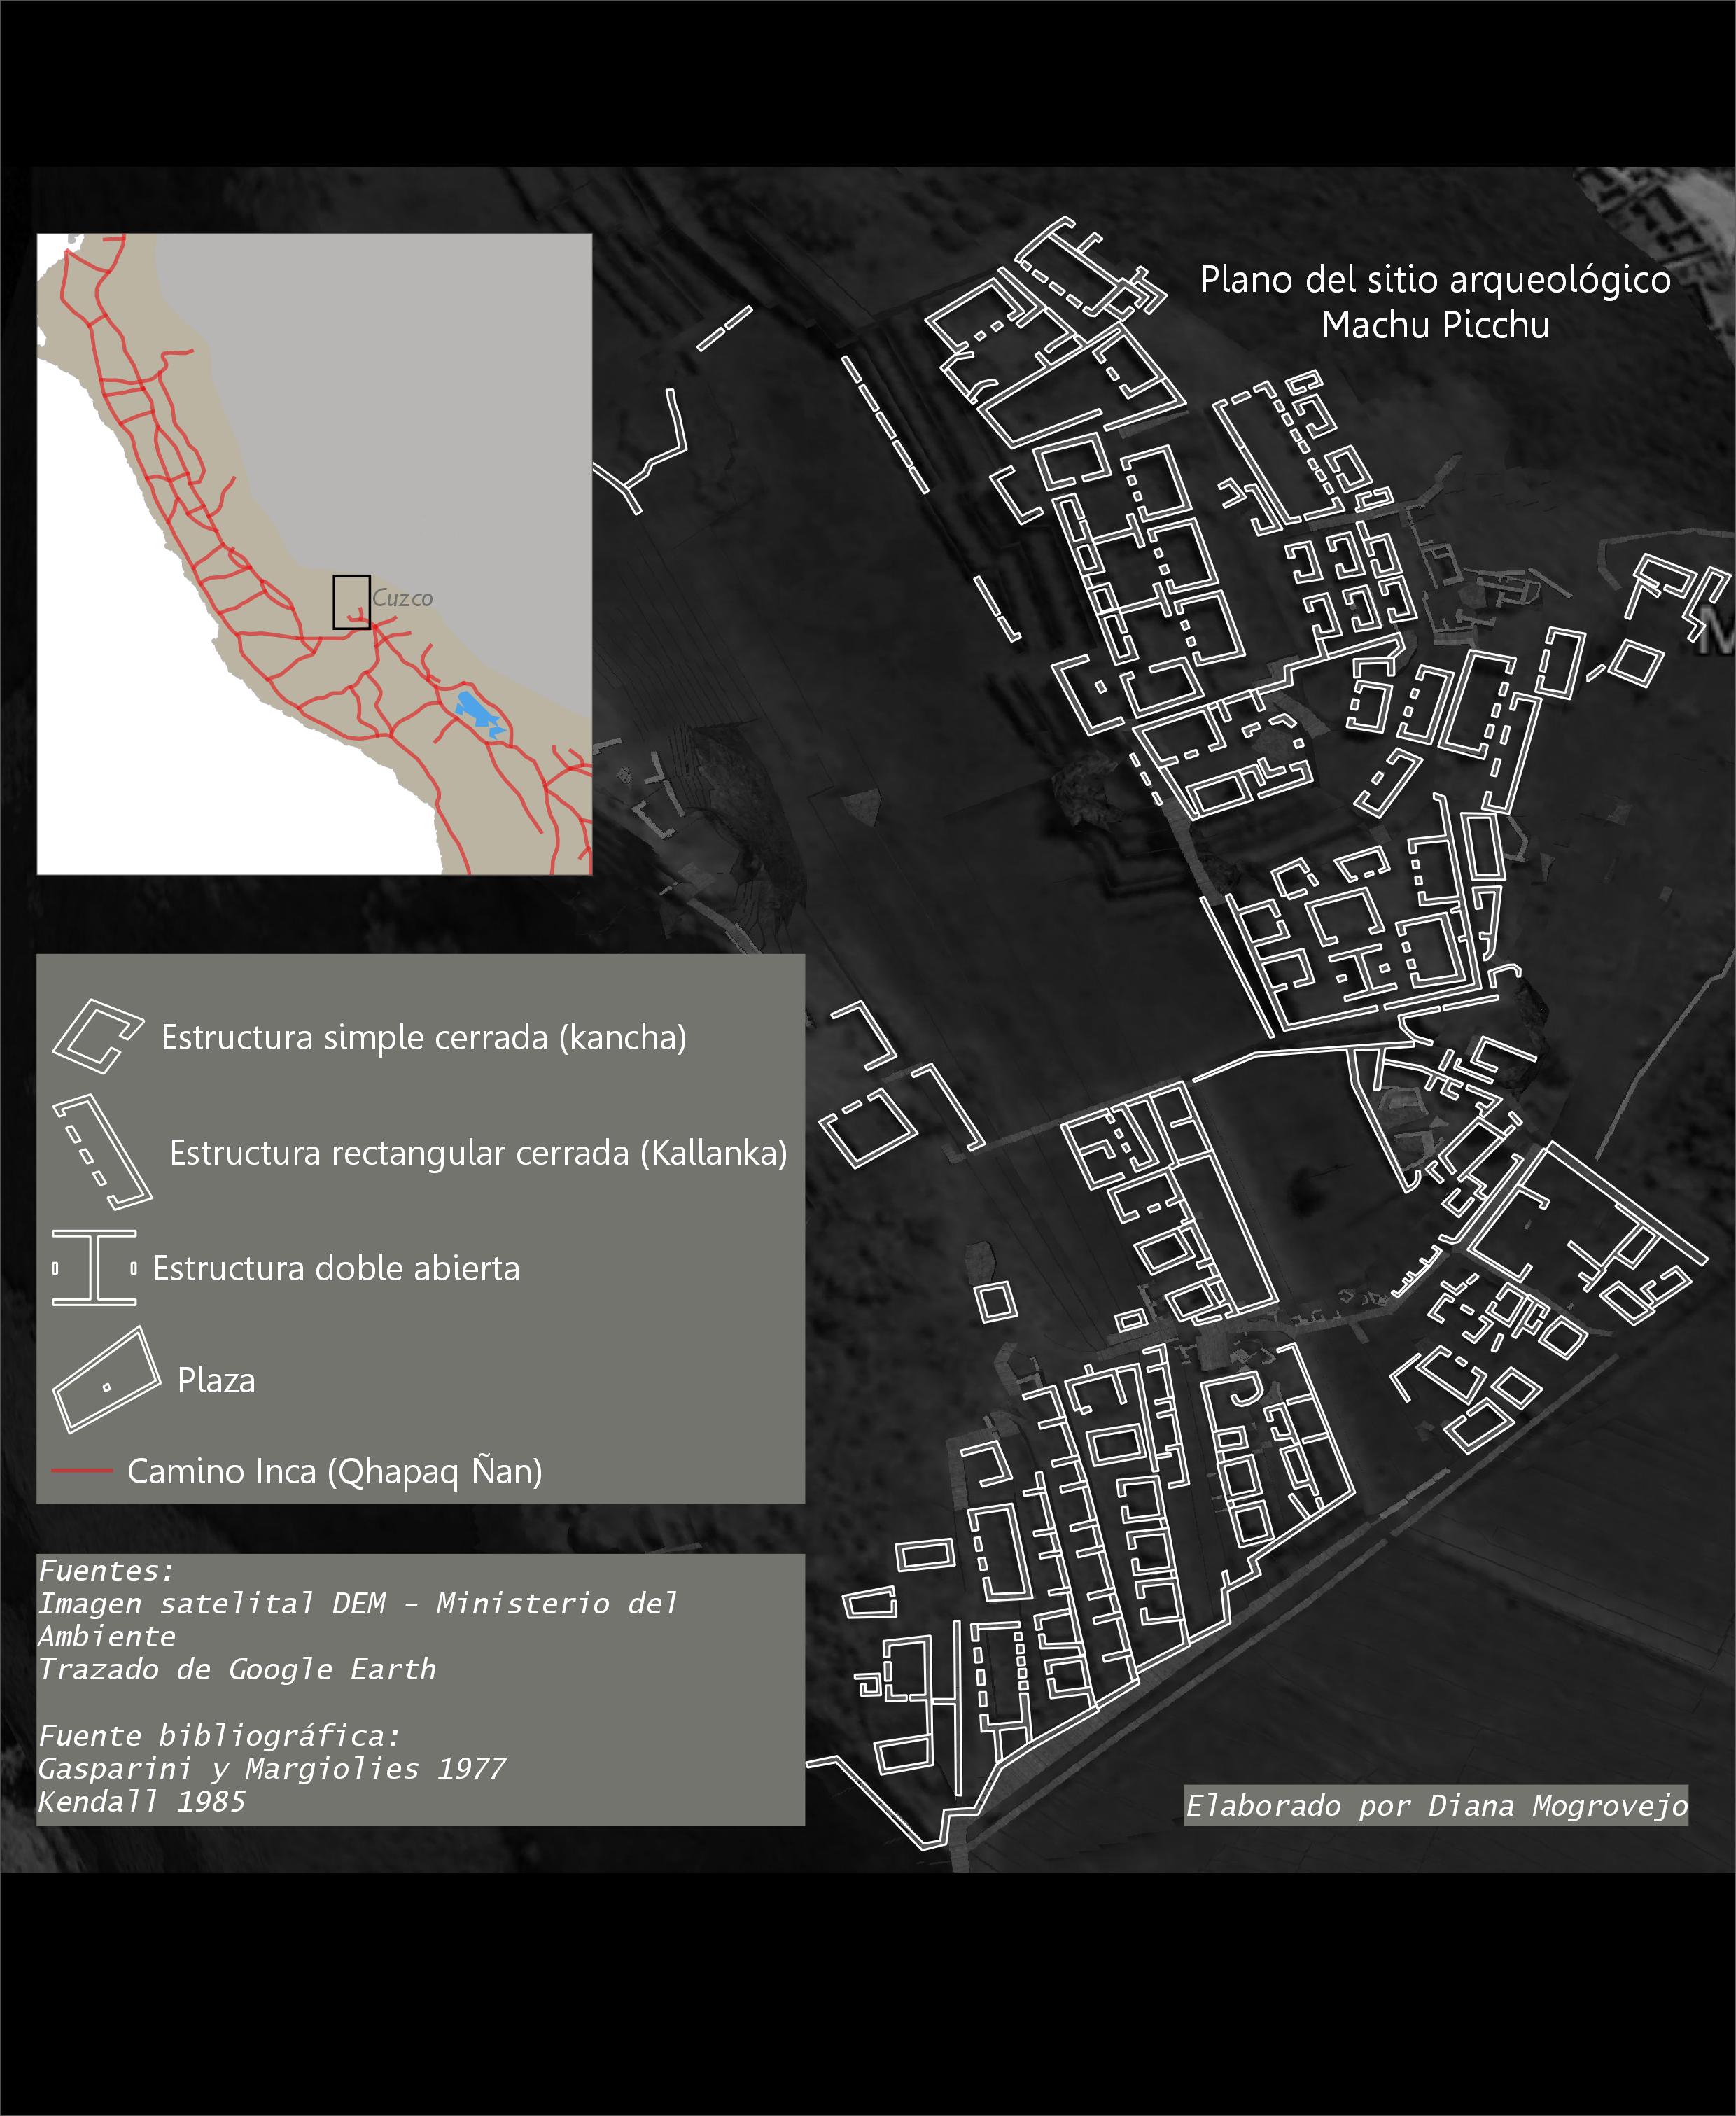 Plano del sitio arqueológico
Machu Picchu
Cuzco
Estructura simple cerrada (kancha)
Estructura rectangular cerrada (Kallanka)
Estructura doble abierta
Plaza
Camino Inca (Qhapaq Ñan)
Fuentes:
Imagen satelital DEM - Ministerio del
Ambiente
Trazado de Google Earth
Fuente bibliográfica:
Gasparini y Margiolies 1977
Kendall 1985
Elaborado por Diana Mogrovejo